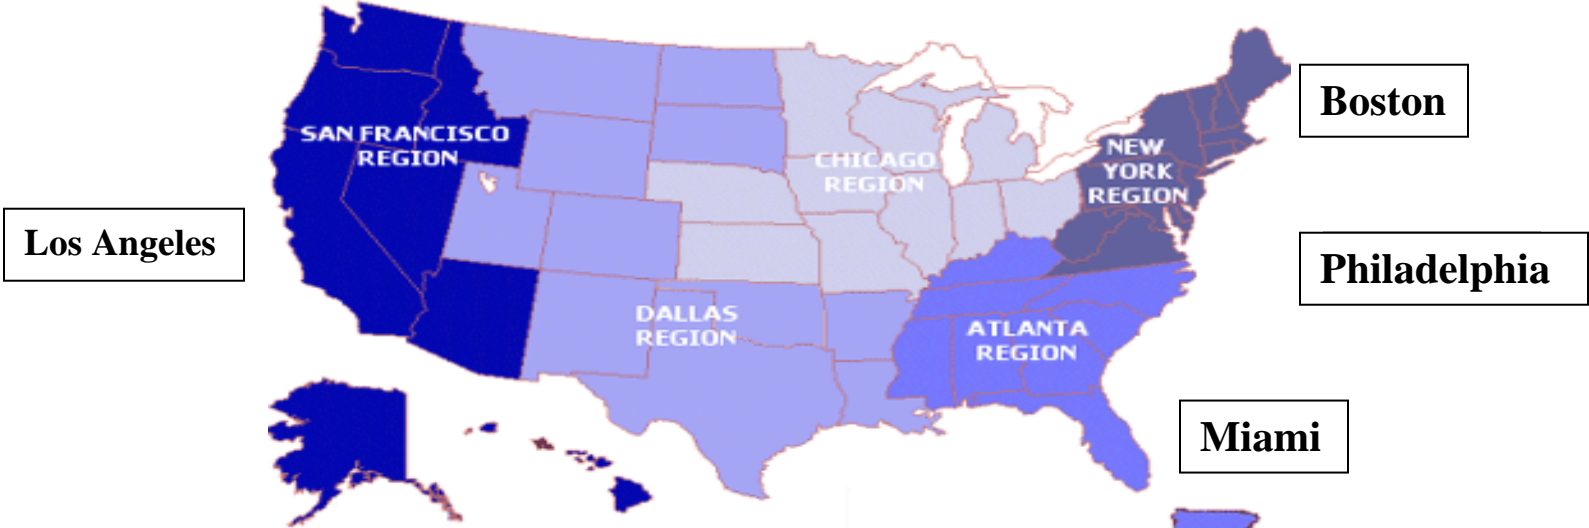 Boston
SAN FRANCISCO
REGION
NEW
YORK
REGION
CHICAGO
REGION
Los Angeles
Philadelphia
DALLAS
REGION
ATLANTA
REGION
Miami